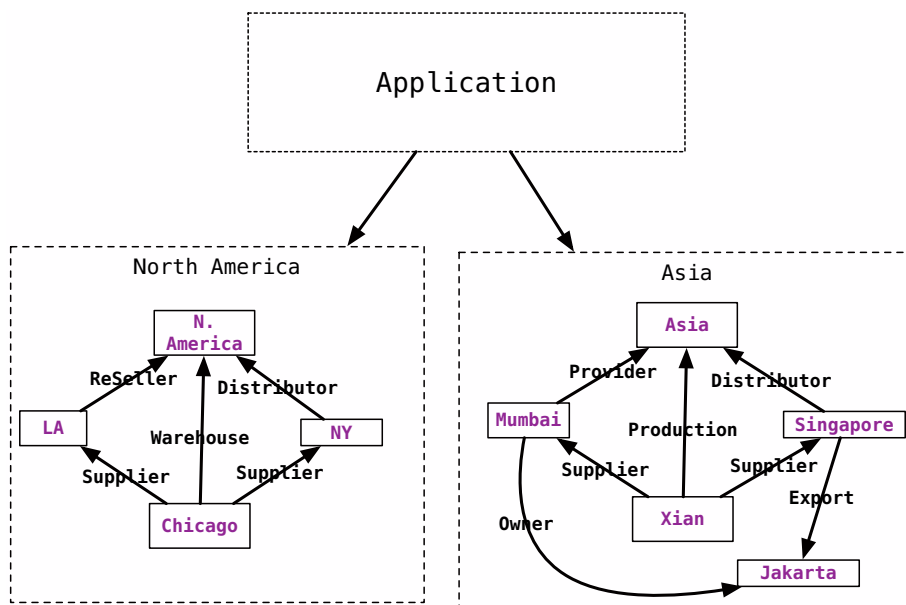 Application
North America
N.
America
ReSeller
Distributor
LA
Warehouse
NY
Supplier
Supplier
Chicago
Asia
Asia
Provider
Distributor
Mumbai
Production
Singapore
Supplier
Supplier
Export
Xian
Owner
Jakarta